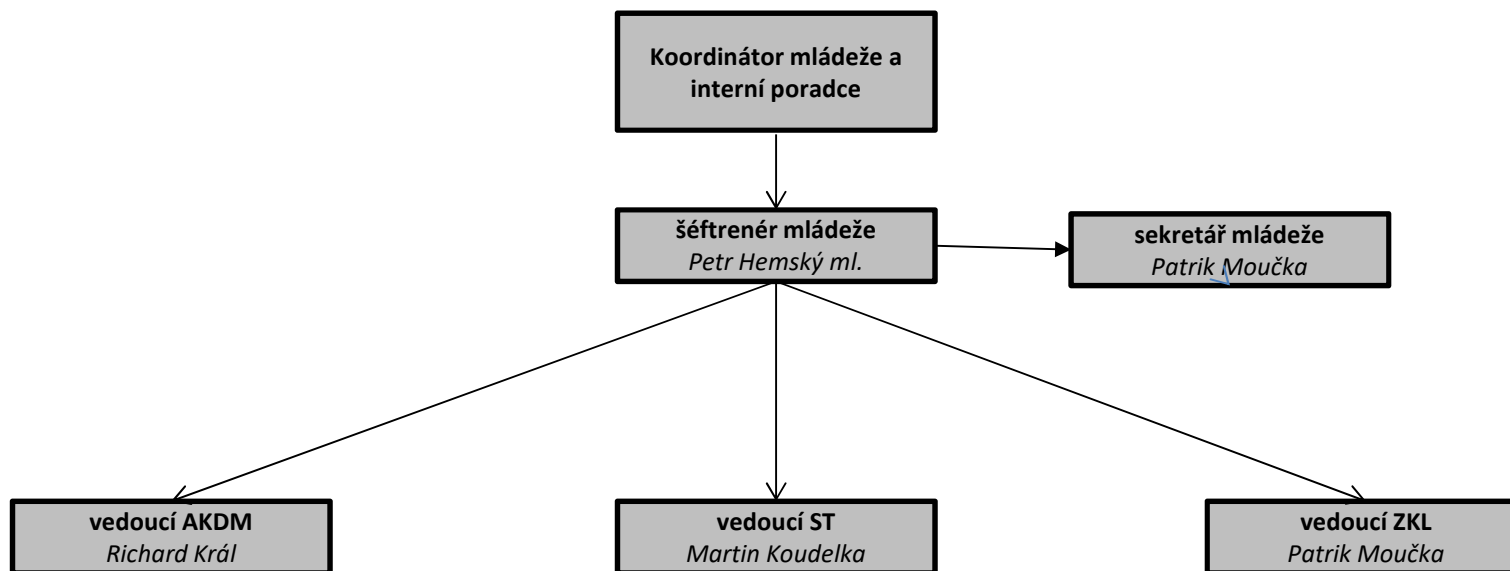 Koordinátor mládeže a
interní poradce
šéftrenér mládeže
Petr Hemský ml.
sekretář mládeže
Patrik Moučka
vedoucí AKDM
Richard Král
vedoucí ST
Martin Koudelka
vedoucí ZKL
Patrik Moučka